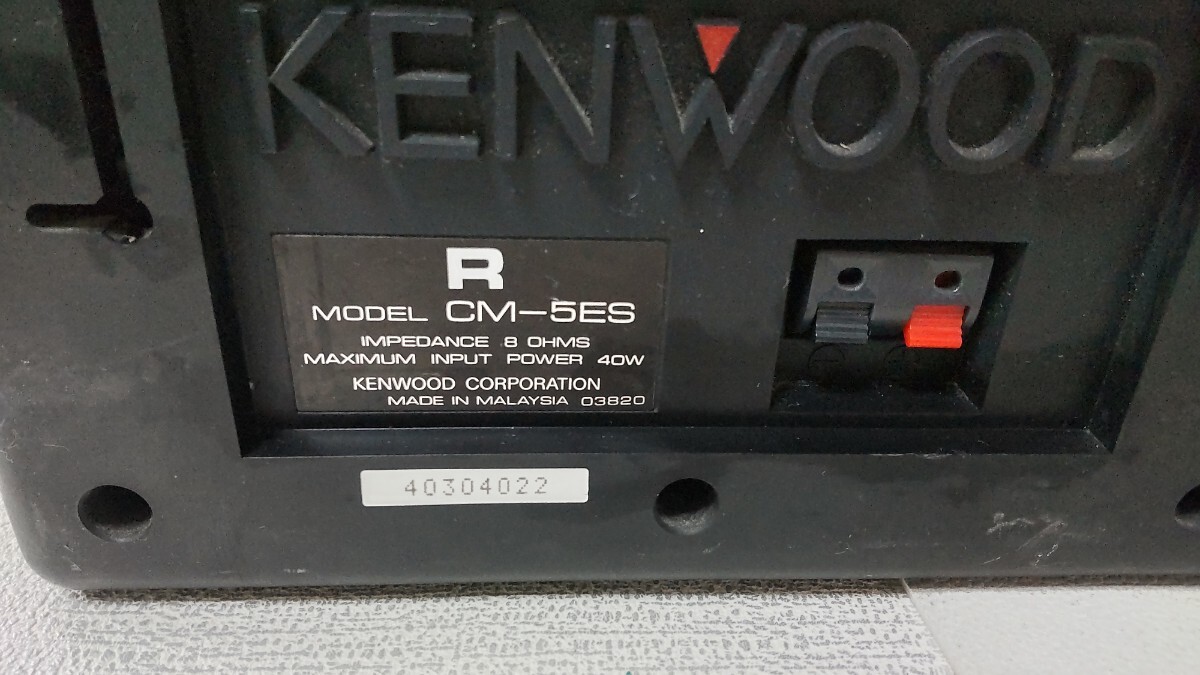 KENWOOD
R
MODEL CM-5ES
IMPEDANCE 8 OHMS
MAXIMUM INPUT POWER 40W
KENWOOD CORPORATION
MADE IN MALAYSIA 03820
40304022